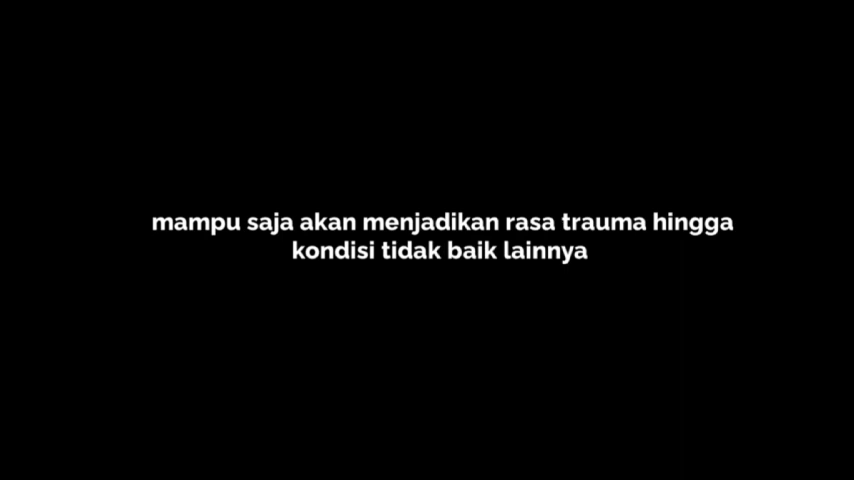 mampu saja akan menjadikan rasa trauma hingga
kondisi tidak baik lainnya